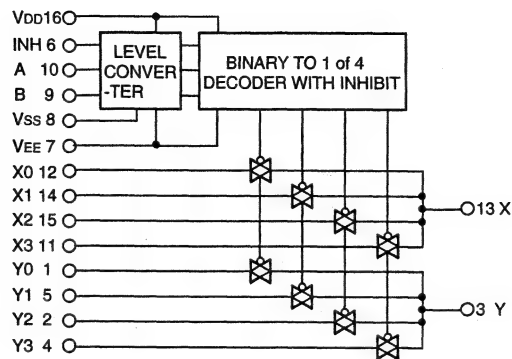 VDD16
INH 6
A 10
B 9
VSS 8
VEE 7
X0 12
X1 14
X2 15
X3 11
Y0 1
Y1 5
Y2 2
Y3 4
LEVEL
CONVER
-TER
BINARY TO 1 of 4
DECODER WITH INHIBIT
13 X
3 Y